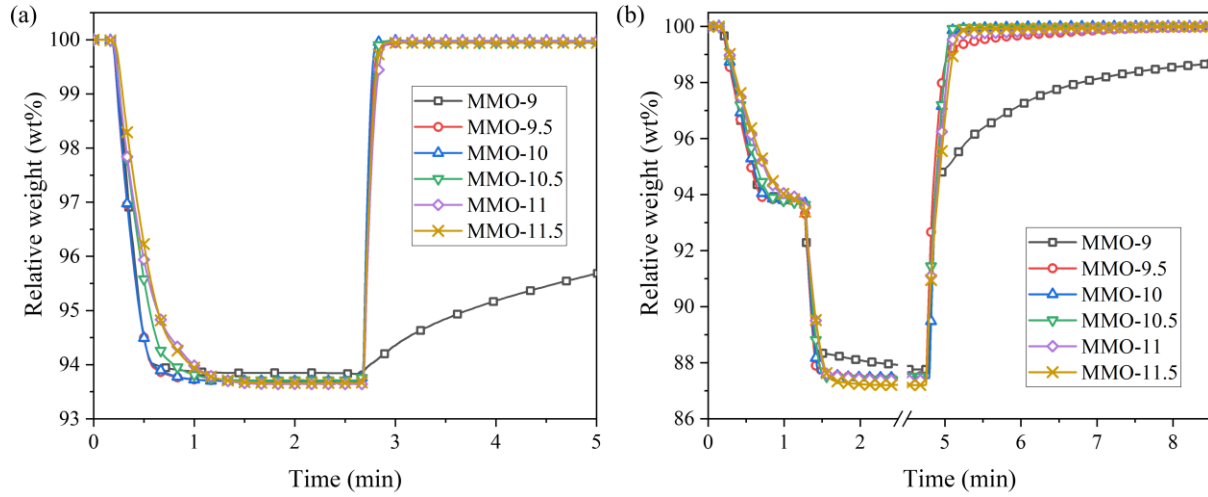 (a)
100
99
98
97
96
95
94
93
0
1
2
3
4
5
Relative weight (wt%)
Time (min)
MMO-9
MMO-9.5
MMO-10
MMO-10.5
MMO-11
MMO-11.5
(b)
100
98
96
94
92
90
88
86
0
1
2
5
6
7
8
Relative weight (wt%)
Time (min)
MMO-9
MMO-9.5
MMO-10
MMO-10.5
MMO-11
MMO-11.5